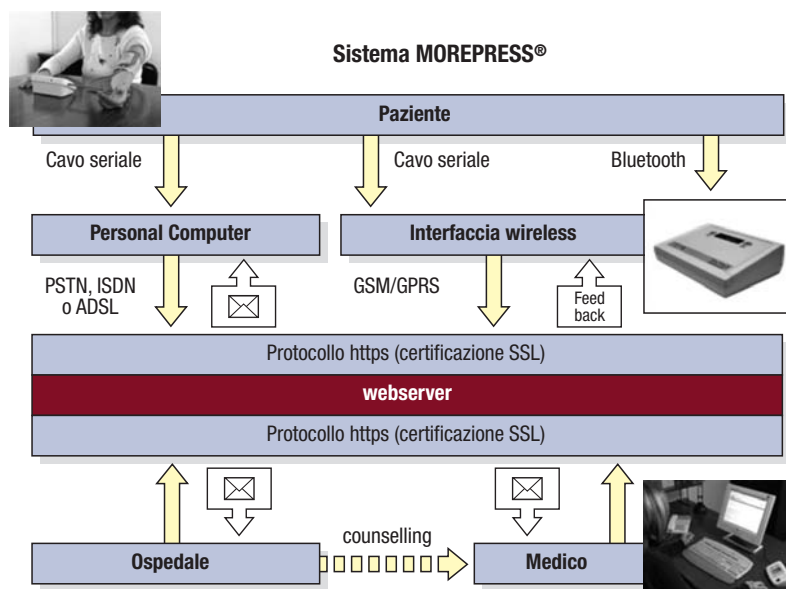 Sistema MOREPRESS®
Paziente
Cavo seriale
Cavo seriale
Bluetooth
Personal Computer
Interfaccia wireless
PSTN, ISDN
o ADSL
GSM/GPRS
Feed
back
Protocollo https (certificazione SSL)
webserver
Protocollo https (certificazione SSL)
counselling
Ospedale
Medico